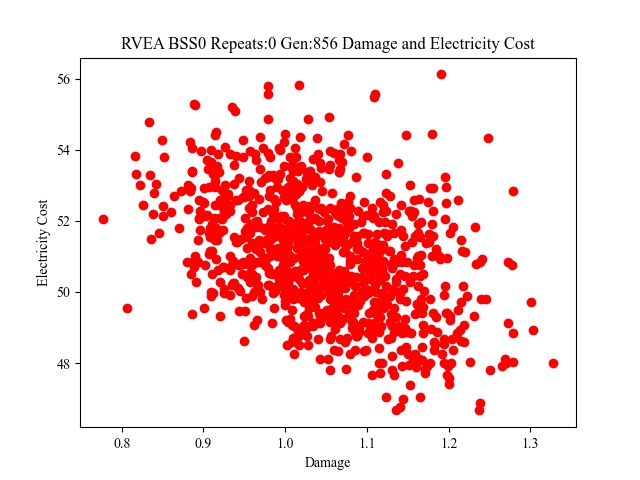 RVEA BSS0 Repeats:0 Gen:856 Damage and Electricity Cost
56
54
52
50
48
Electricity Cost
0.8 0.9 1.0 1.1 1.2 1.3
Damage